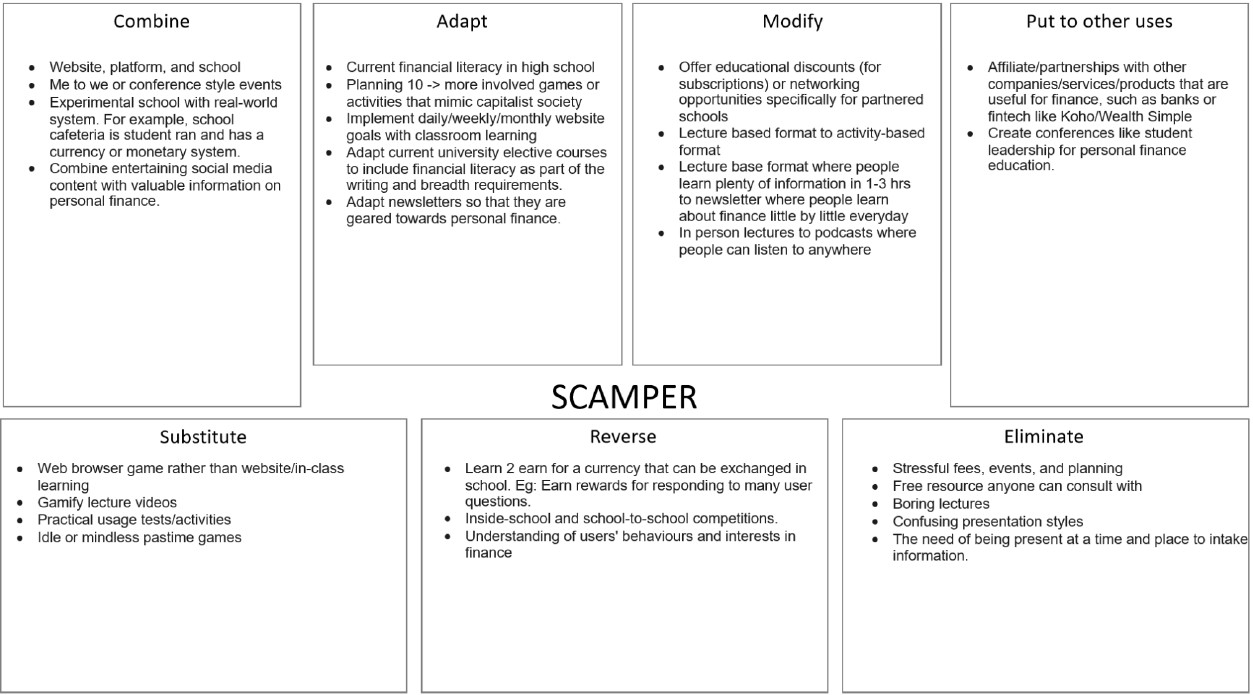 Combine
• Website, platform, and school
• Me to we or conference style events
• Experimental school with real-world
system. For example, school
cafeteria is student ran and has a
currency or monetary system.
• Combine entertaining social media
content with valuable information on
personal finance.
Adapt
• Current financial literacy in high school
• Planning 10 -> more involved games or
activities that mimic capitalist society
• Implement daily/weekly/monthly website
goals with classroom learning
• Adapt current university elective courses
to include financial literacy as part of the
writing and breadth requirements.
• Adapt newsletters so that they are
geared towards personal finance.
Modify
• Offer educational discounts (for
subscriptions) or networking
opportunities specifically for partnered
schools
• Lecture based format to activity-based
format
• Lecture base format where people
learn plenty of information in 1-3 hrs
to newsletter where people learn
about finance little by little everyday
• In person lectures to podcasts where
people can listen to anywhere
Put to other uses
• Affiliate/partnerships with other
companies/services/products that are
useful for finance, such as banks or
fintech like Koho/Wealth Simple
• Create conferences like student
leadership for personal finance
education.
SCAMPER
Substitute
• Web browser game rather than website/in-class
learning
• Gamify lecture videos
• Practical usage tests/activities
• Idle or mindless pastime games
Reverse
• Learn 2 earn for a currency that can be exchanged in
school. Eg: Earn rewards for responding to many user
questions.
• Inside-school and school-to-school competitions.
• Understanding of users' behaviours and interests in
finance
Eliminate
• Stressful fees, events, and planning
• Free resource anyone can consult with
• Boring lectures
• Confusing presentation styles
• The need of being present at a time and place to intake
information.